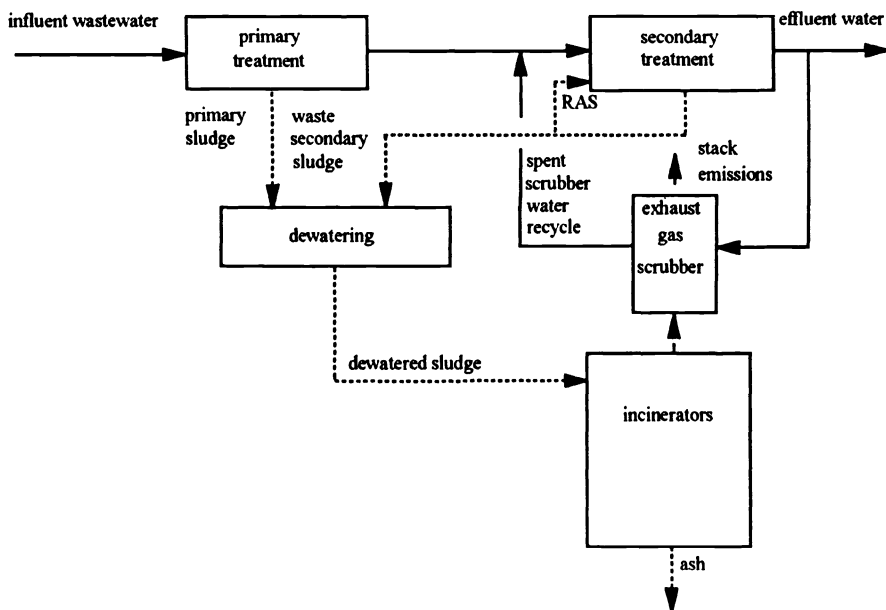 influent wastewater
primary
treatment
secondary
treatment
effluent water
primary
sludge
waste
secondary
sludge
RAS
spent
scrubber
water
recycle
stack
emissions
exhaust
gas
scrubber
dewatering
dewatered sludge
incinerators
ash